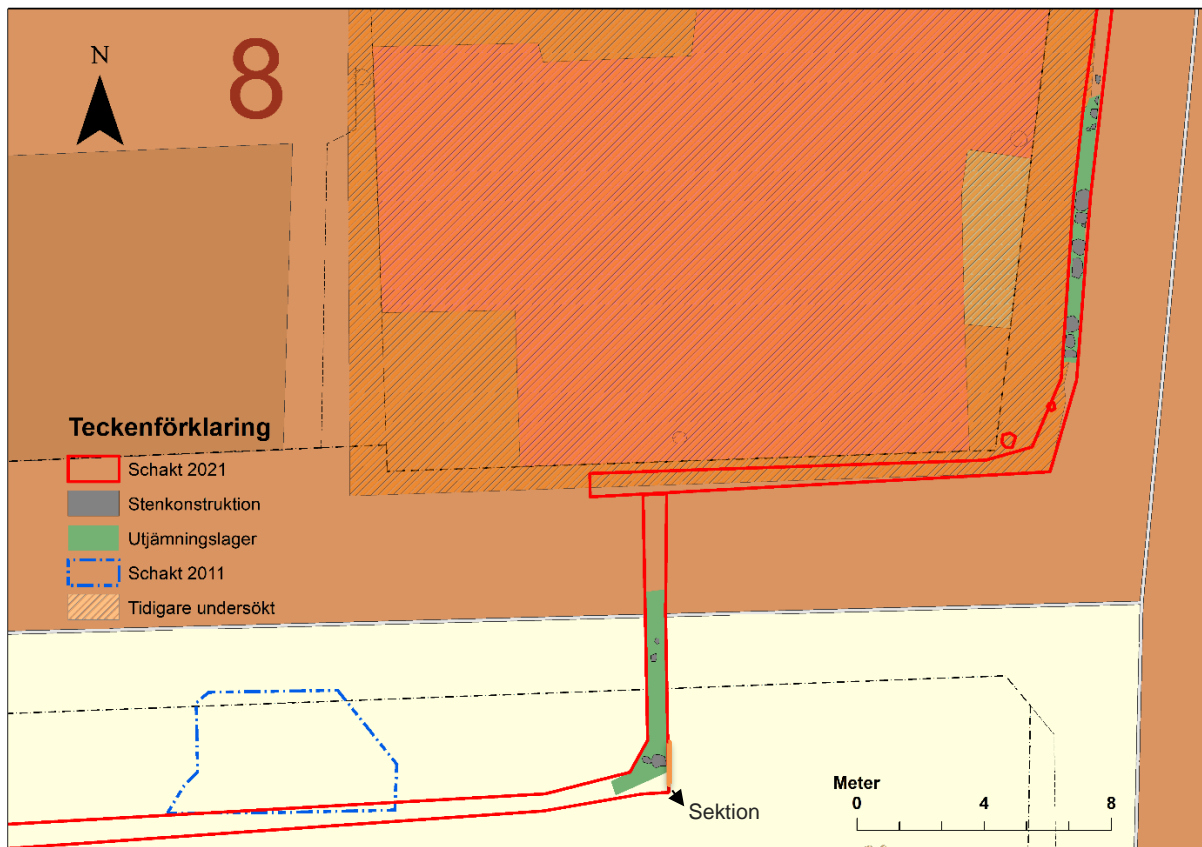 8
N
Teckenförklaring
Schakt 2021
Stenkonstruktion
Utjämningslager
Schakt 2011
Tidigare undersökt
Meter
0 4 8
Sektion